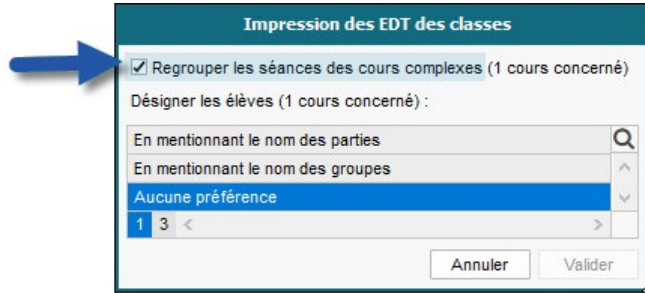 Impression des EDT des classes
Regrouper les séances des cours complexes (1 cours concerné)
Désigner les élèves (1 cours concerné) :
En mentionnant le nom des parties
En mentionnant le nom des groupes
Aucune préférence
1 3
Annuler Valider